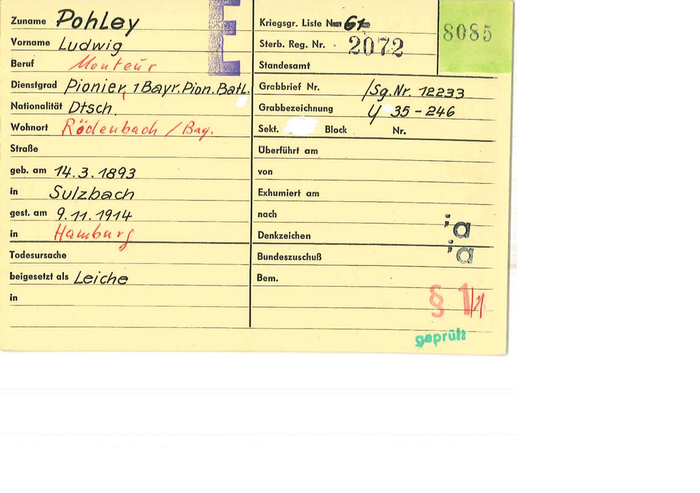 Zuname Pohley
Vorname Ludwig
Beruf Monteur
Dienstgrad Pionier, 1 Bayr. Pion. Batl.
Nationalität Dtsch.
Wohnort Rödenbach / Bay.
Straße
geb. am 14.3.1893
in Sulzbach
gest. am 9.11.1914
in Hamburg
Todesursache
beigesetzt als Leiche
in
E
Kriegsgr. Liste Nr. 61
8085
Sterb. Reg. Nr. 2072
Standesamt
Grabbrief Nr. /Sg. Nr. 12233
Grabbezeichnung Y 35-246
Sekt. Block Nr.
Überführt am
von
Exhumiert am
nach
Denkzeichen ja
Bundeszuschuß ja
Bem.
§ 1
geprüft